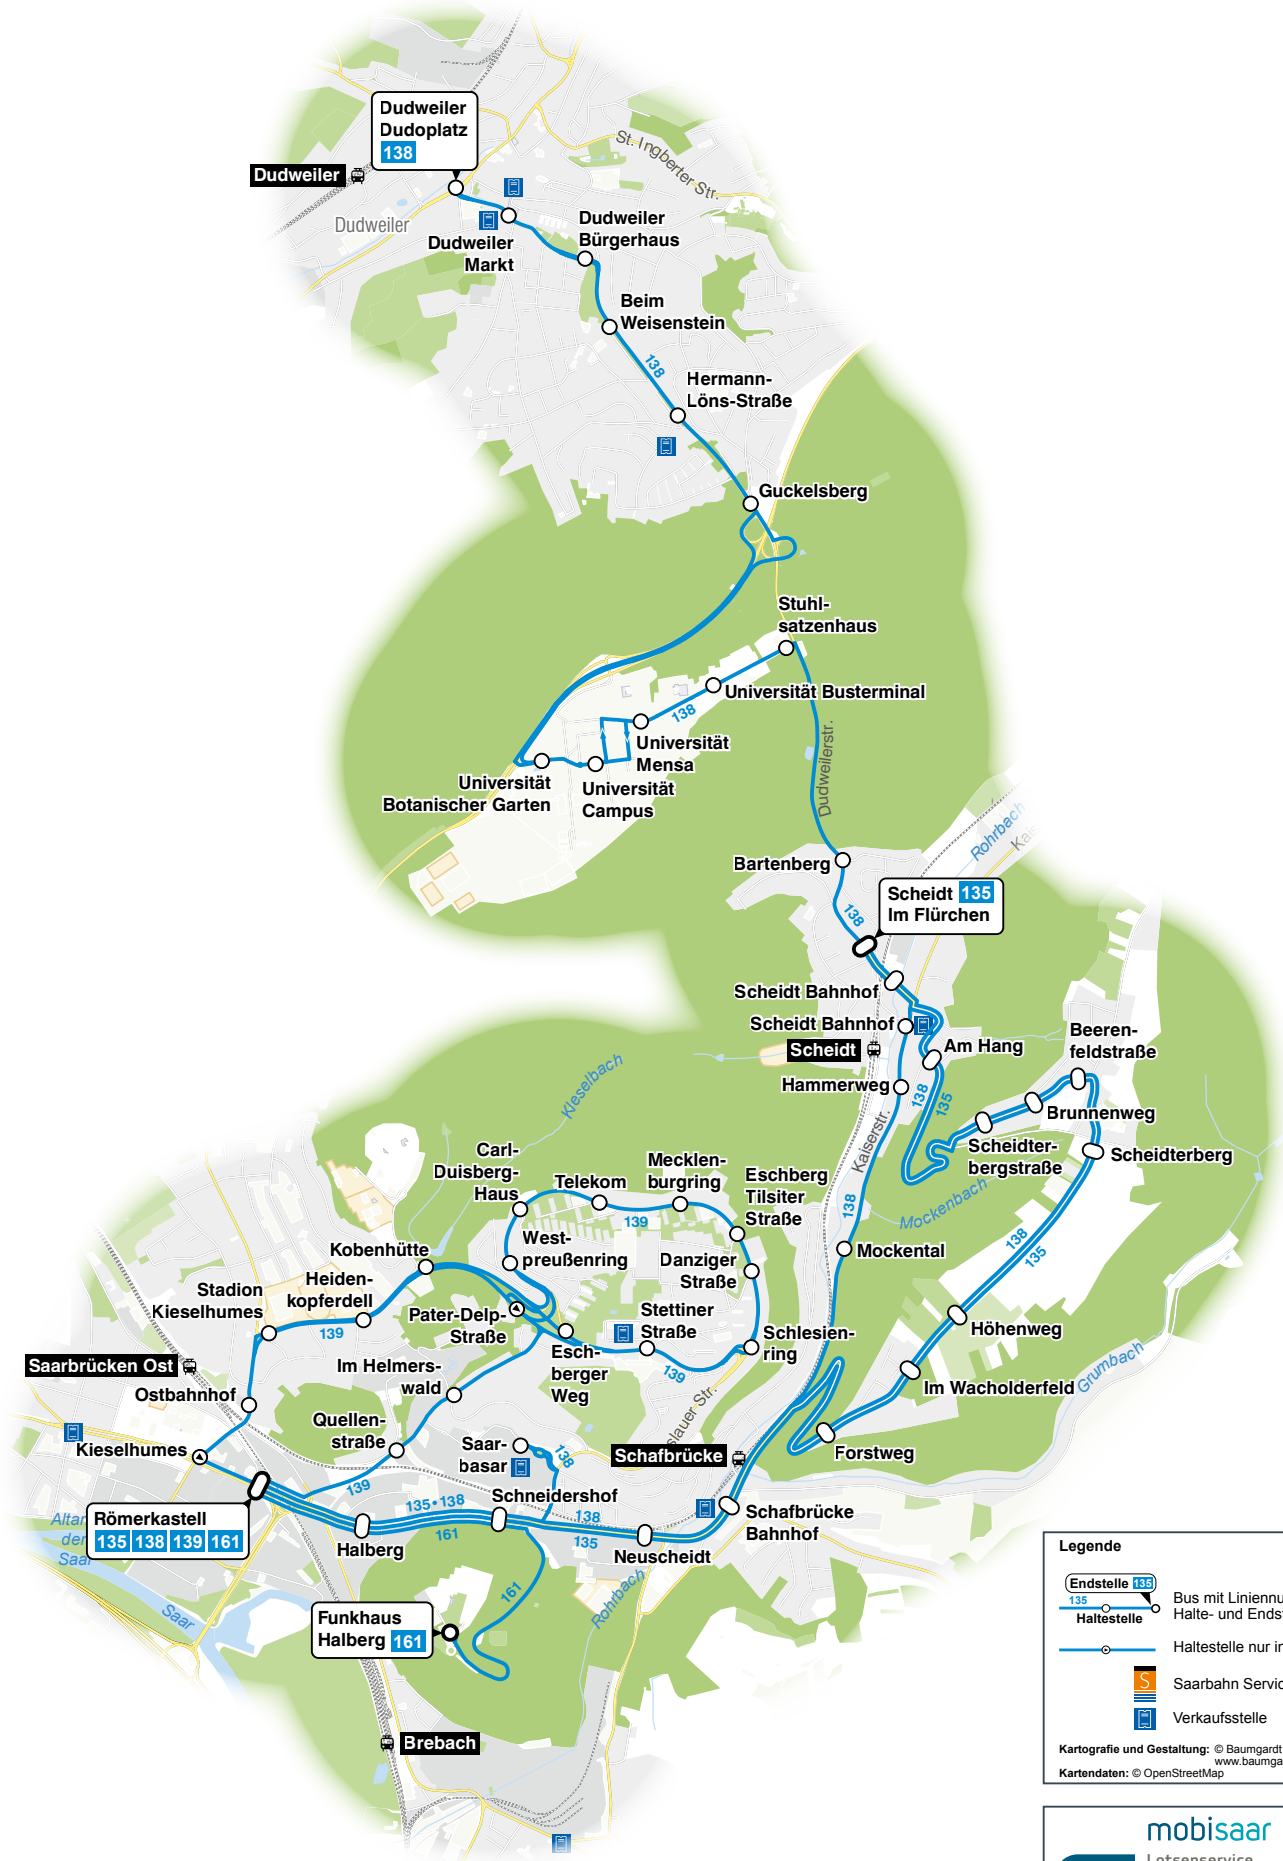 Dudweiler
Dudoplatz
138
Dudweiler
St. Ingberter Str.
Dudweiler
Dudweiler
Markt
Dudweiler
Bürgerhaus
Beim
Weisenstein
138
Hermann-
Löns-Straße
Guckelsberg
Stuhl-
satzenhaus
Universität Busterminal
138
Universität
Mensa
Universität
Botanischer Garten
Universität
Campus
Dudweilerstr.
Rohrbach
Bartenberg
138
Scheidt 135
Im Flürchen
Scheidt Bahnhof
Scheidt Bahnhof
Scheidt
Am Hang
Beeren-
feldstraße
Hammerweg
138
135
Brunnenweg
Scheidter-
bergstraße
Scheidterberg
Kaiserstr.
Mockenbach
138
Kieselbach
Carl-
Duisberg-
Haus
Telekom
Mecklen-
burgring
Eschberg
Tilsiter
Straße
139
138
135
Mockental
Kobenhütte
West-
preußenring
Danziger
Straße
Stadion
Kieselhumes
Heiden-
kopferdell
139
Pater-Delp-
Straße
Stettiner
Straße
Schlesien-
ring
Höhenweg
Saarbrücken Ost
Im Helmers-
wald
Esch-
berger
Weg
139
Grumbach
Im Wacholderfeld
Ostbahnhof
Quellen-
straße
Kieselhumes
Saar-
basar
138
Schafbrücke
Forstweg
139
135 • 138
161
Schneidershof
138
135
Schafbrücke
Bahnhof
Römerkastell
135 138 139 161
Halberg
Neuscheidt
der
Saar
Saar
161
Rohrbach
Funkhaus
Halberg 161
Brebach
Legende
Endstelle 135
135
Haltestelle
Bus mit
Halte- und
Haltestelle nur
Saarbahn
Verkaufsstelle
Kartografie und Gestaltung: © Baumgardt
Kartendaten: © OpenStreetMap
mobisaar
Lotsenservice